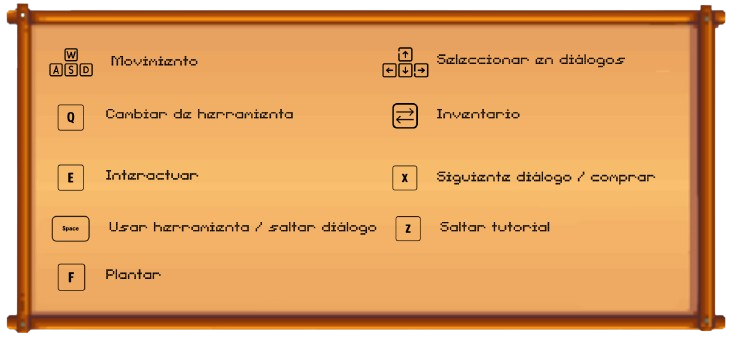 W
A S D Movimiento
↑
← ↓ → Seleccionar en diálogos
Q Cambiar de herramienta
⇄ Inventario
E Interactuar
X Siguiente diálogo / comprar
Space Usar herramienta / saltar diálogo
Z Saltar tutorial
F Plantar